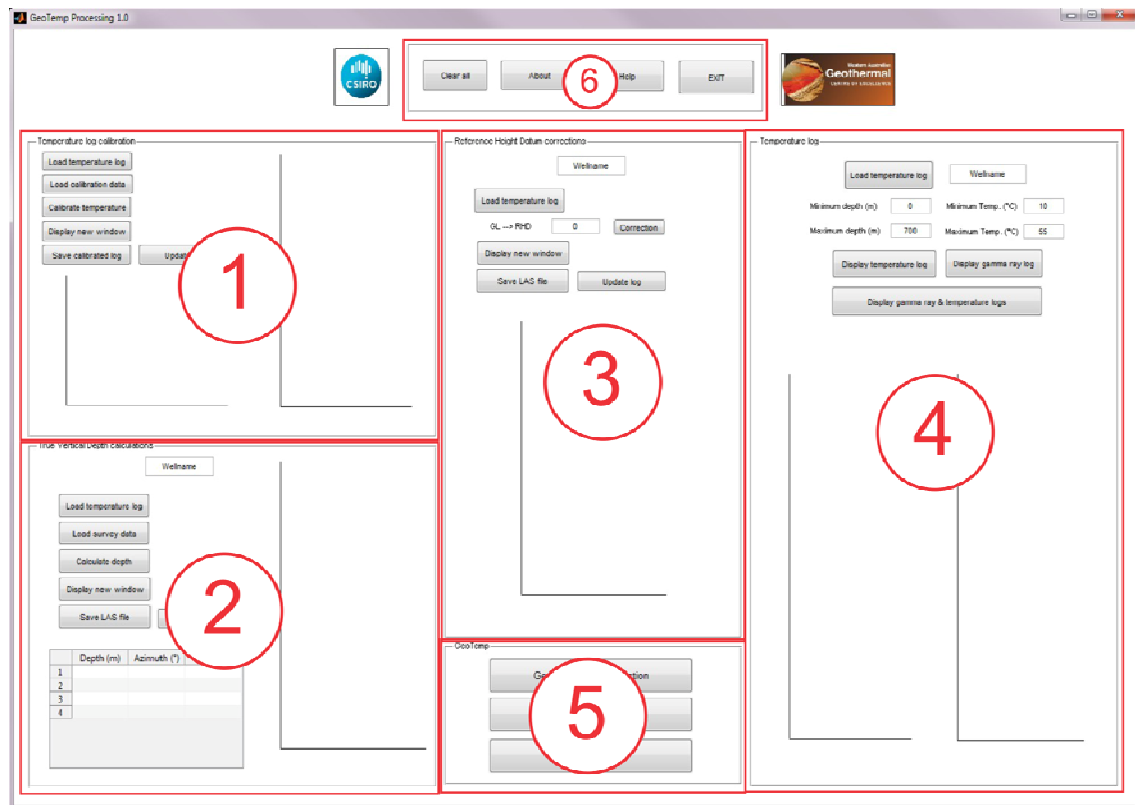 GeoTemp Processing 1.0
CSIRO
Clear all
About
6
Help
EXIT
Western Australian
Geothermal
CENTRE OF EXCELLENCE
Temperature log calibration
Load temperature log
Load calibration data
Calibrate temperature
Display new window
Save calibrated log
1
True Vertical Depth calculations
Wellname
Load temperature log
Load survey data
Calculate depth
Display new window
Save LAS file
2
Depth (m) Azimuth (°)
1
2
3
4
Reference Height Datum corrections
Wellname
Load temperature log
GL --> RHD 0 Correction
Display new window
Save LAS file Update log
3
GeoTemp
5
Temperature log
Load temperature log Wellname
Minimum depth (m) 0 Minimum Temp. (°C) 10
Maximum depth (m) 700 Maximum Temp. (°C) 55
Display temperature log Display gamma ray log
Display gamma ray & temperature logs
4